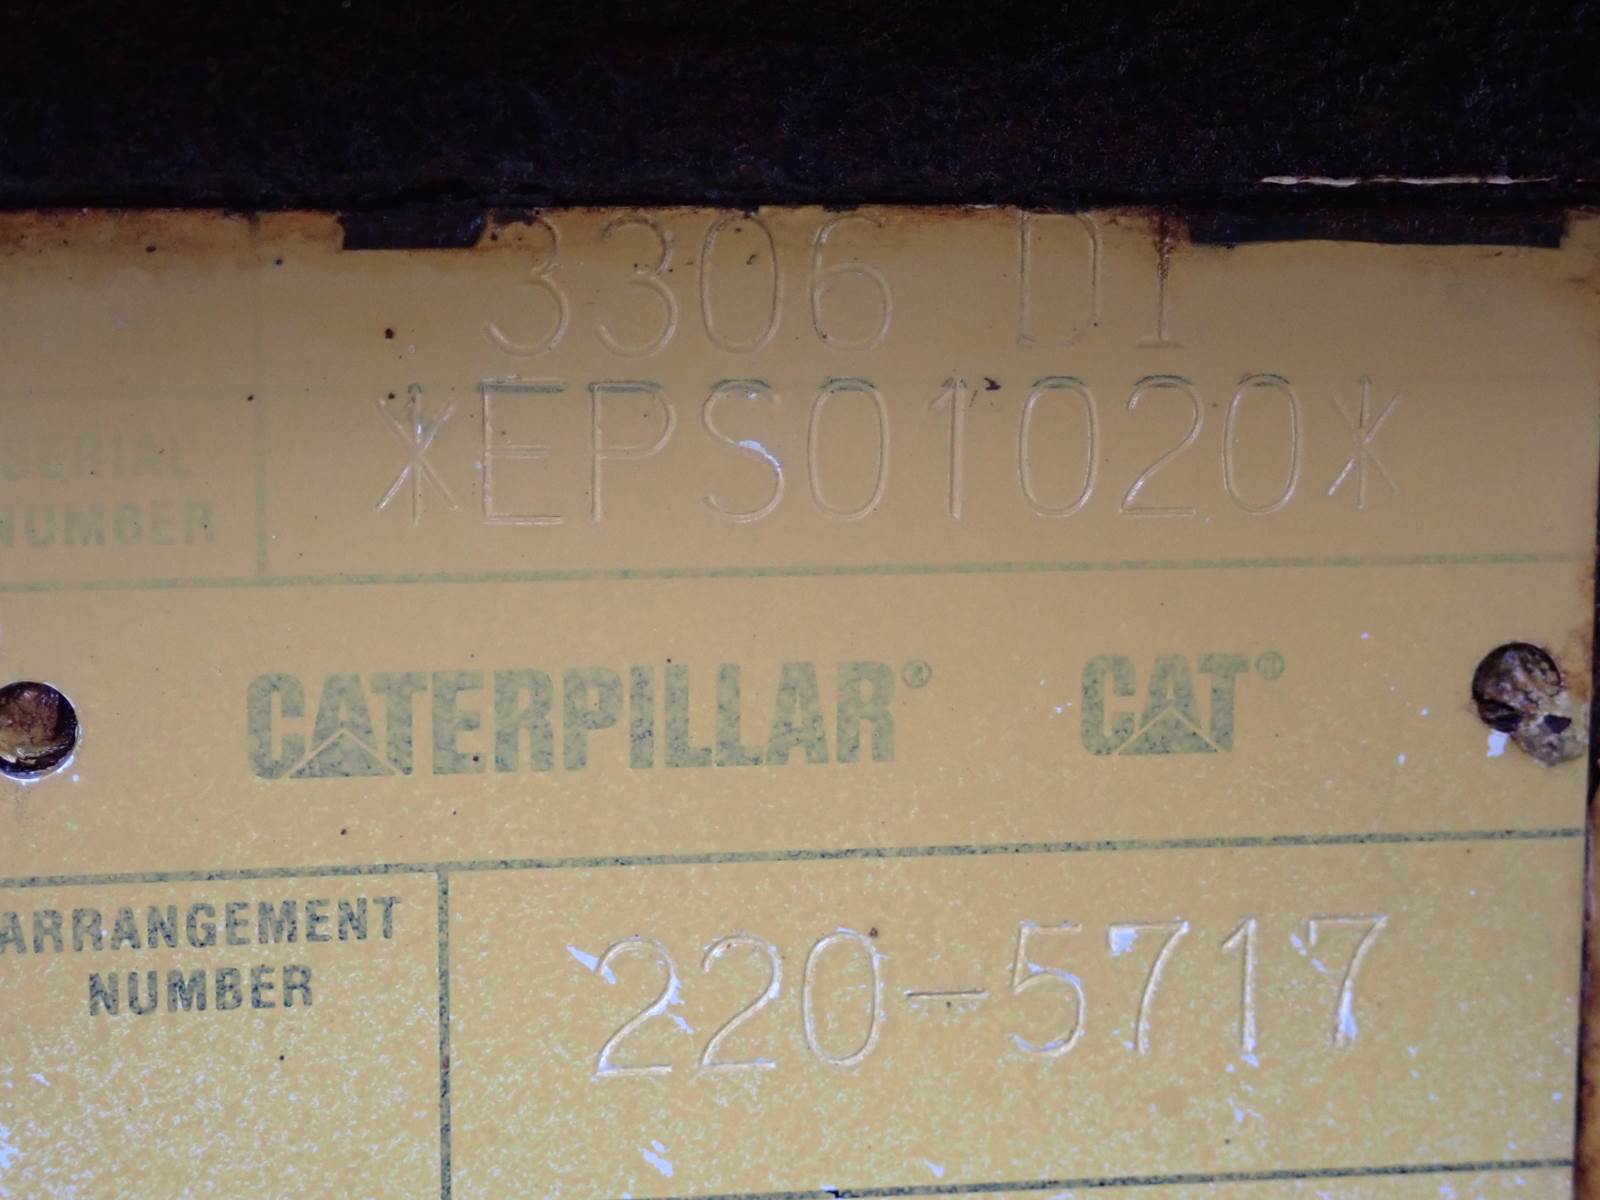 3306 DI
SERIAL
NUMBER
*EPS01020*
CATERPILLAR® CAT®
ARRANGEMENT
NUMBER
220-5717